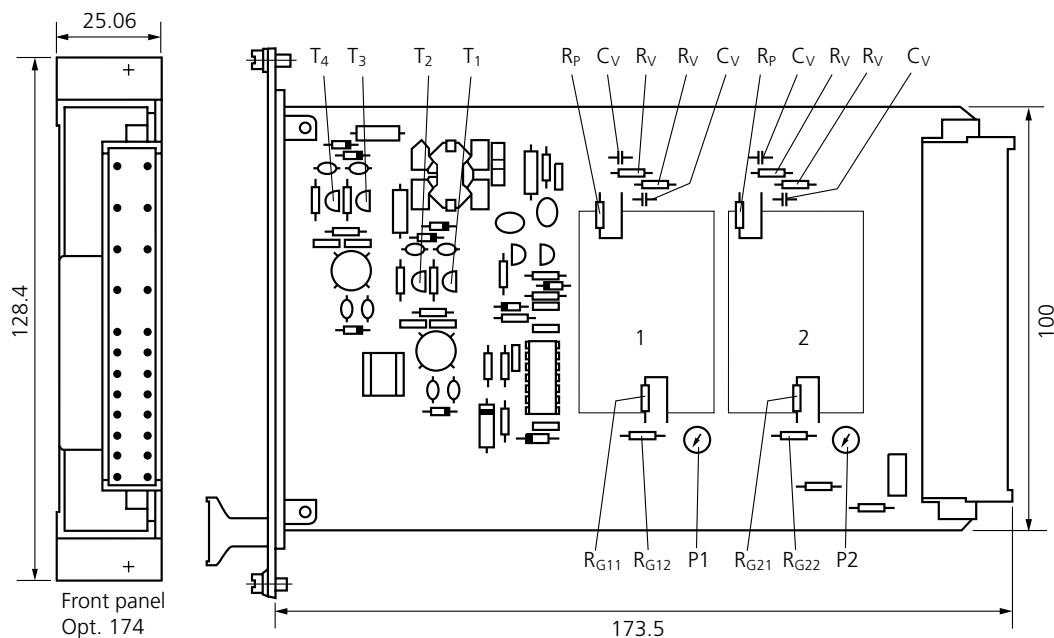 25.06
T4 T3 T2 T1 RP CV RV RV CV RP CV RV RV CV
128.4
100
1 2
RG11 RG12 P1 RG21 RG22 P2
Front panel
Opt. 174
173.5